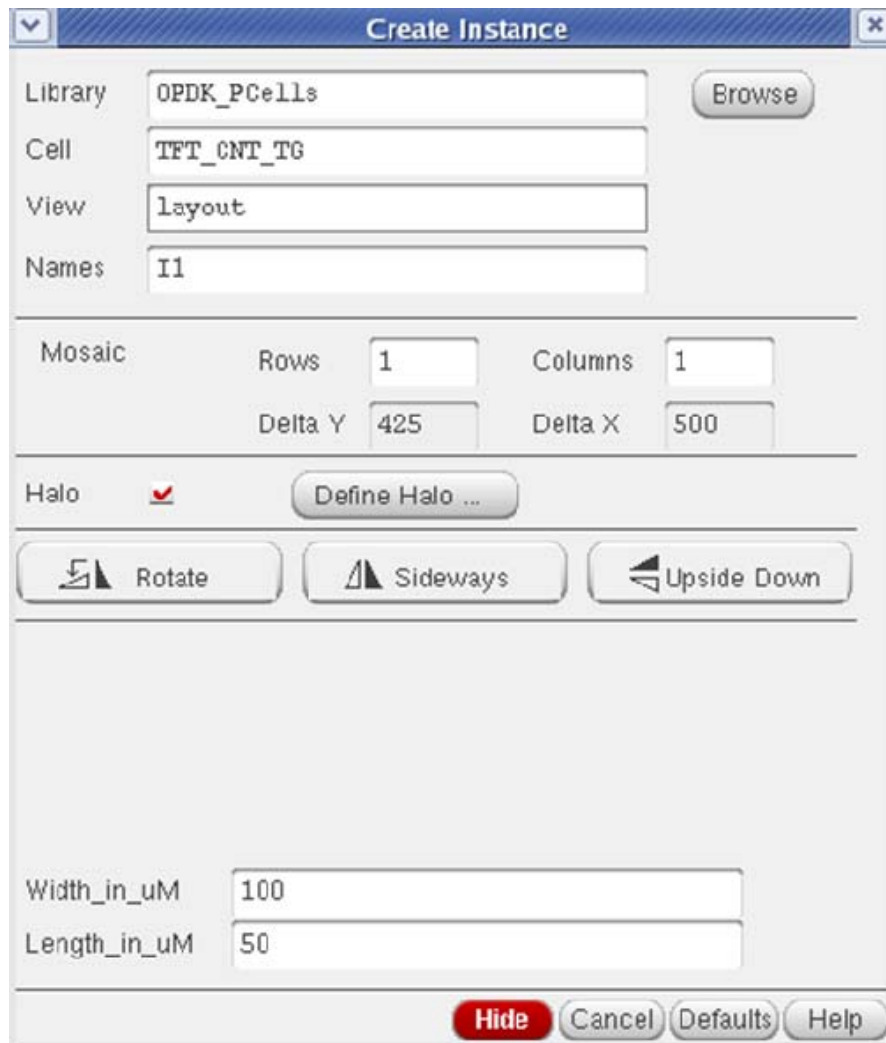 Create Instance
Library OPDK_PCells Browse
Cell TFT_CNT_TG
View layout
Names I1
Mosaic Rows 1 Columns 1
Delta Y 425 Delta X 500
Halo Define Halo ...
Rotate Sideways Upside Down
Width_in_uM 100
Length_in_uM 50
Hide Cancel Defaults Help